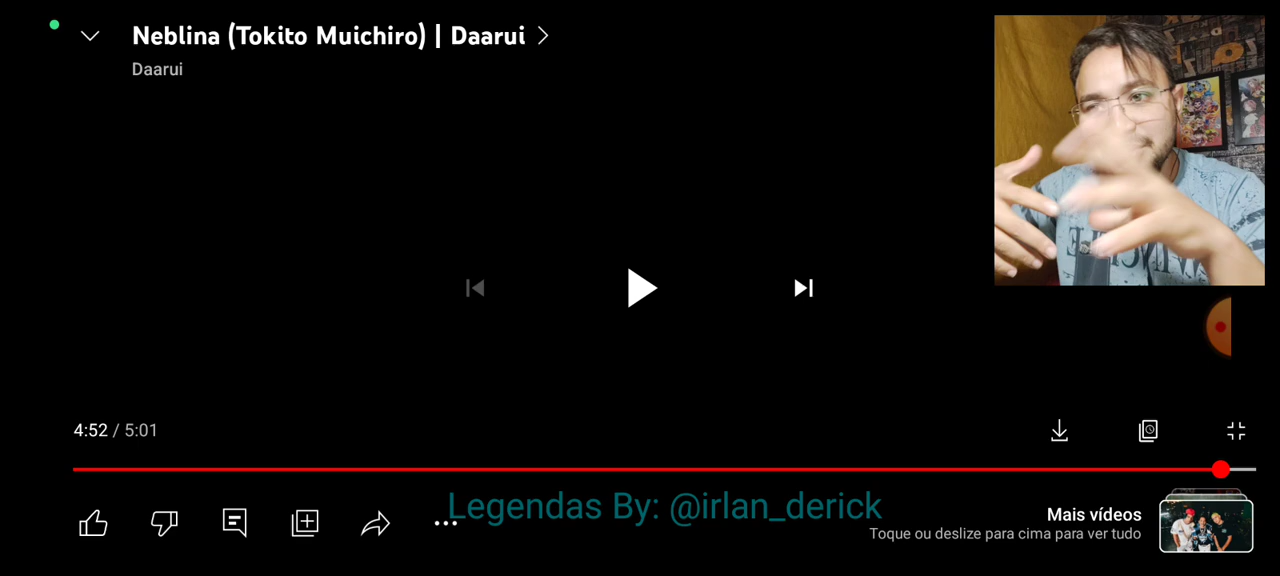 Neblina (Tokito Muichiro) | Daarui
Daarui
4:52 / 5:01
Legendas By: @irlan_derick
Mais vídeos
Toque ou deslize para cima para ver tudo